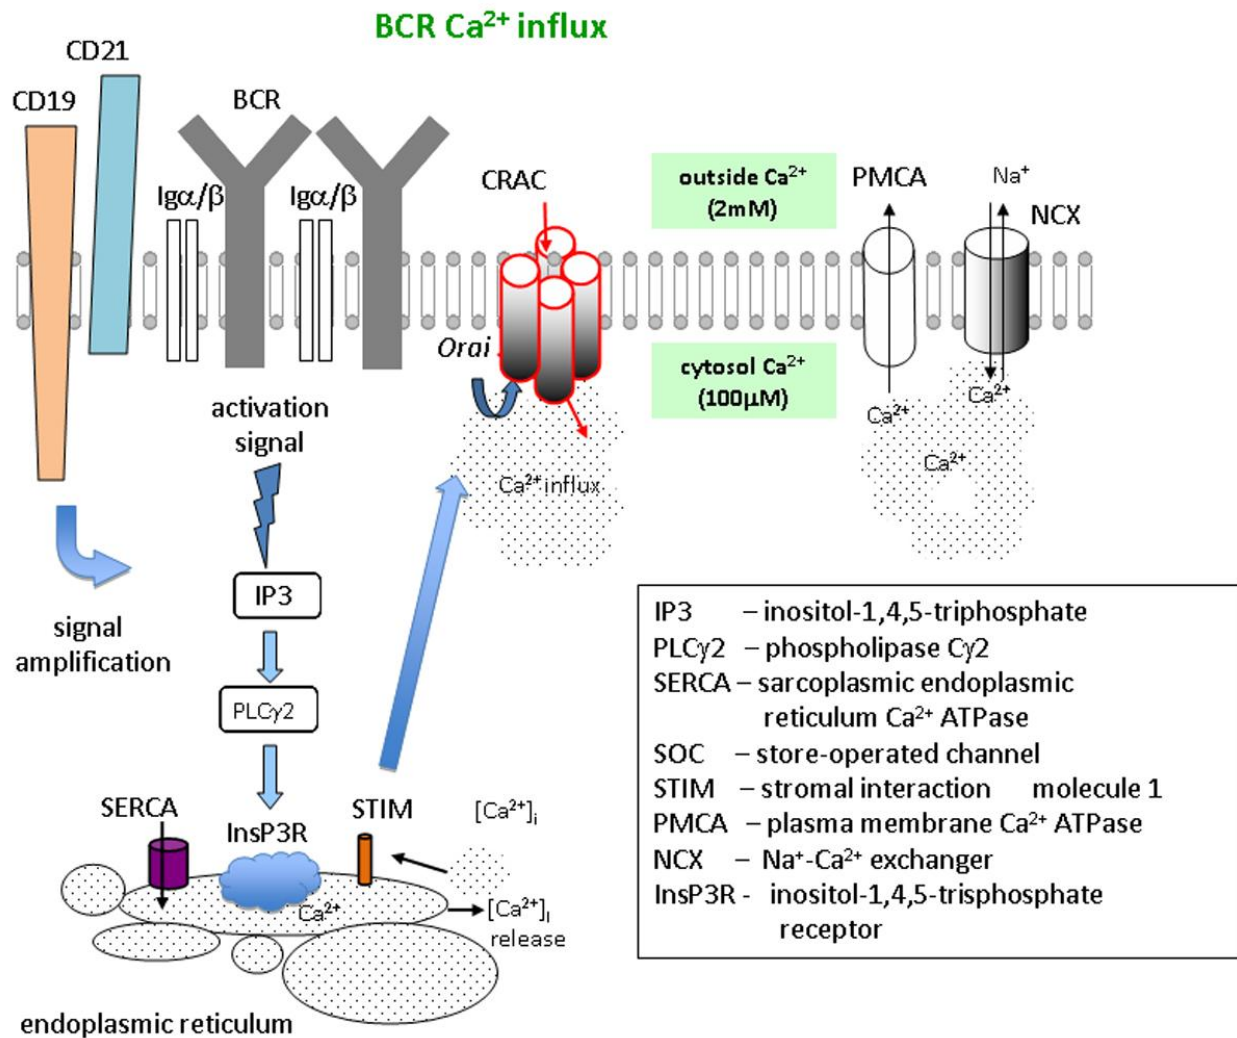 BCR Ca²⁺ influx
CD21
CD19
BCR
Igα/β
Igα/β
CRAC
outside Ca²⁺
(2mM)
PMCA
Na⁺
NCX
Orai
cytosol Ca²⁺
(100µM)
Ca²⁺
Ca²⁺
Ca²⁺
activation
signal
Ca²⁺ influx
signal
amplification
IP3
PLCγ2
SERCA
InsP3R
STIM
[Ca²⁺]i
Ca²⁺
[Ca²⁺]l
release
endoplasmic reticulum
IP3 – inositol-1,4,5-triphosphate
PLCγ2 – phospholipase Cγ2
SERCA – sarcoplasmic endoplasmic
reticulum Ca²⁺ ATPase
SOC – store-operated channel
STIM – stromal interaction molecule 1
PMCA – plasma membrane Ca²⁺ ATPase
NCX – Na⁺-Ca²⁺ exchanger
InsP3R - inositol-1,4,5-trisphosphate
receptor